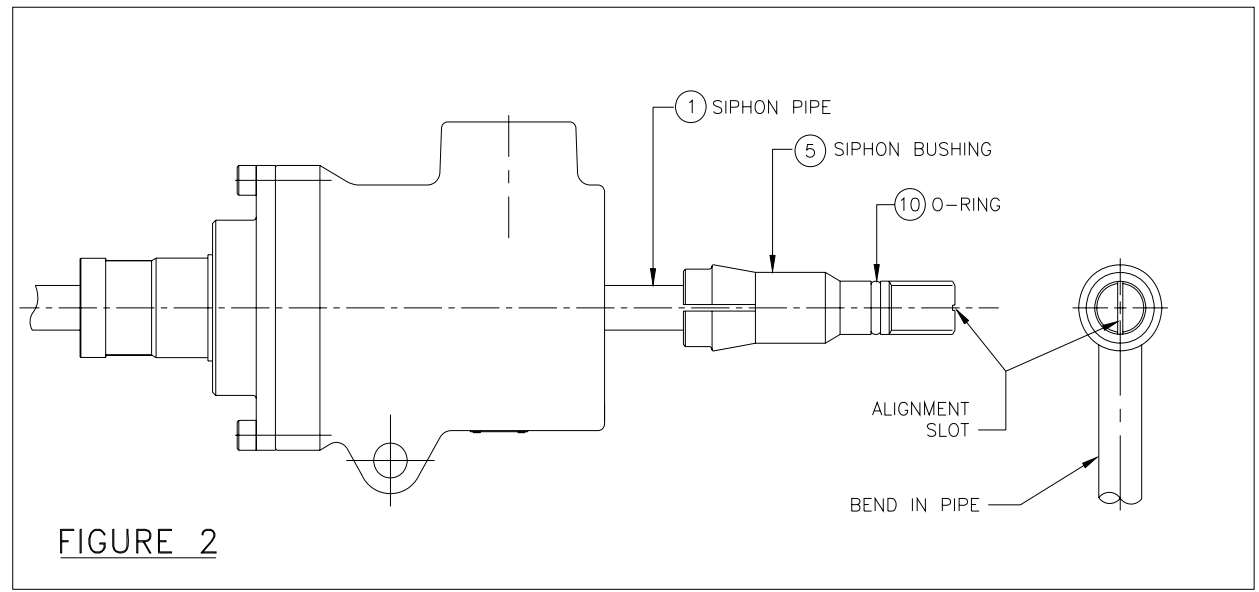 1 SIPHON PIPE
5 SIPHON BUSHING
10 O-RING
ALIGNMENT
SLOT
BEND IN PIPE
FIGURE 2